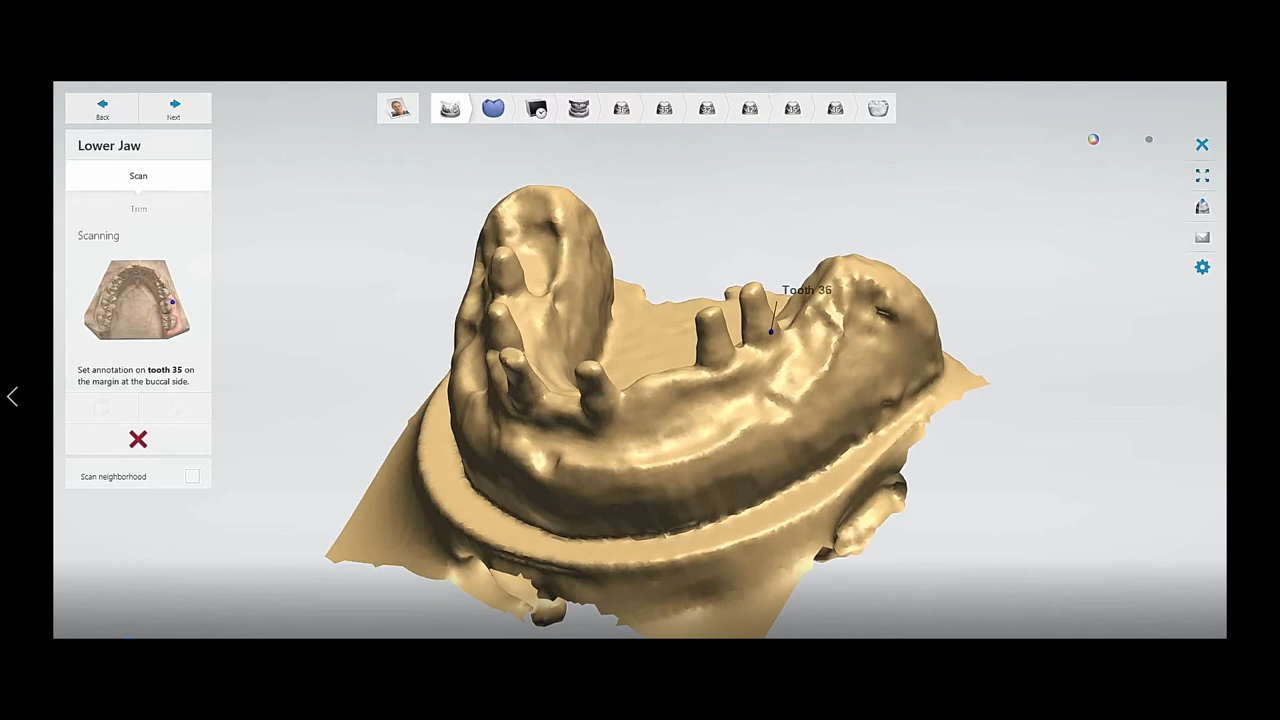 Back
Next
Lower Jaw
Scan
Trim
Scanning
Set annotation on tooth 35 on
the margin at the buccal side.
Scan neighborhood
Tooth 36